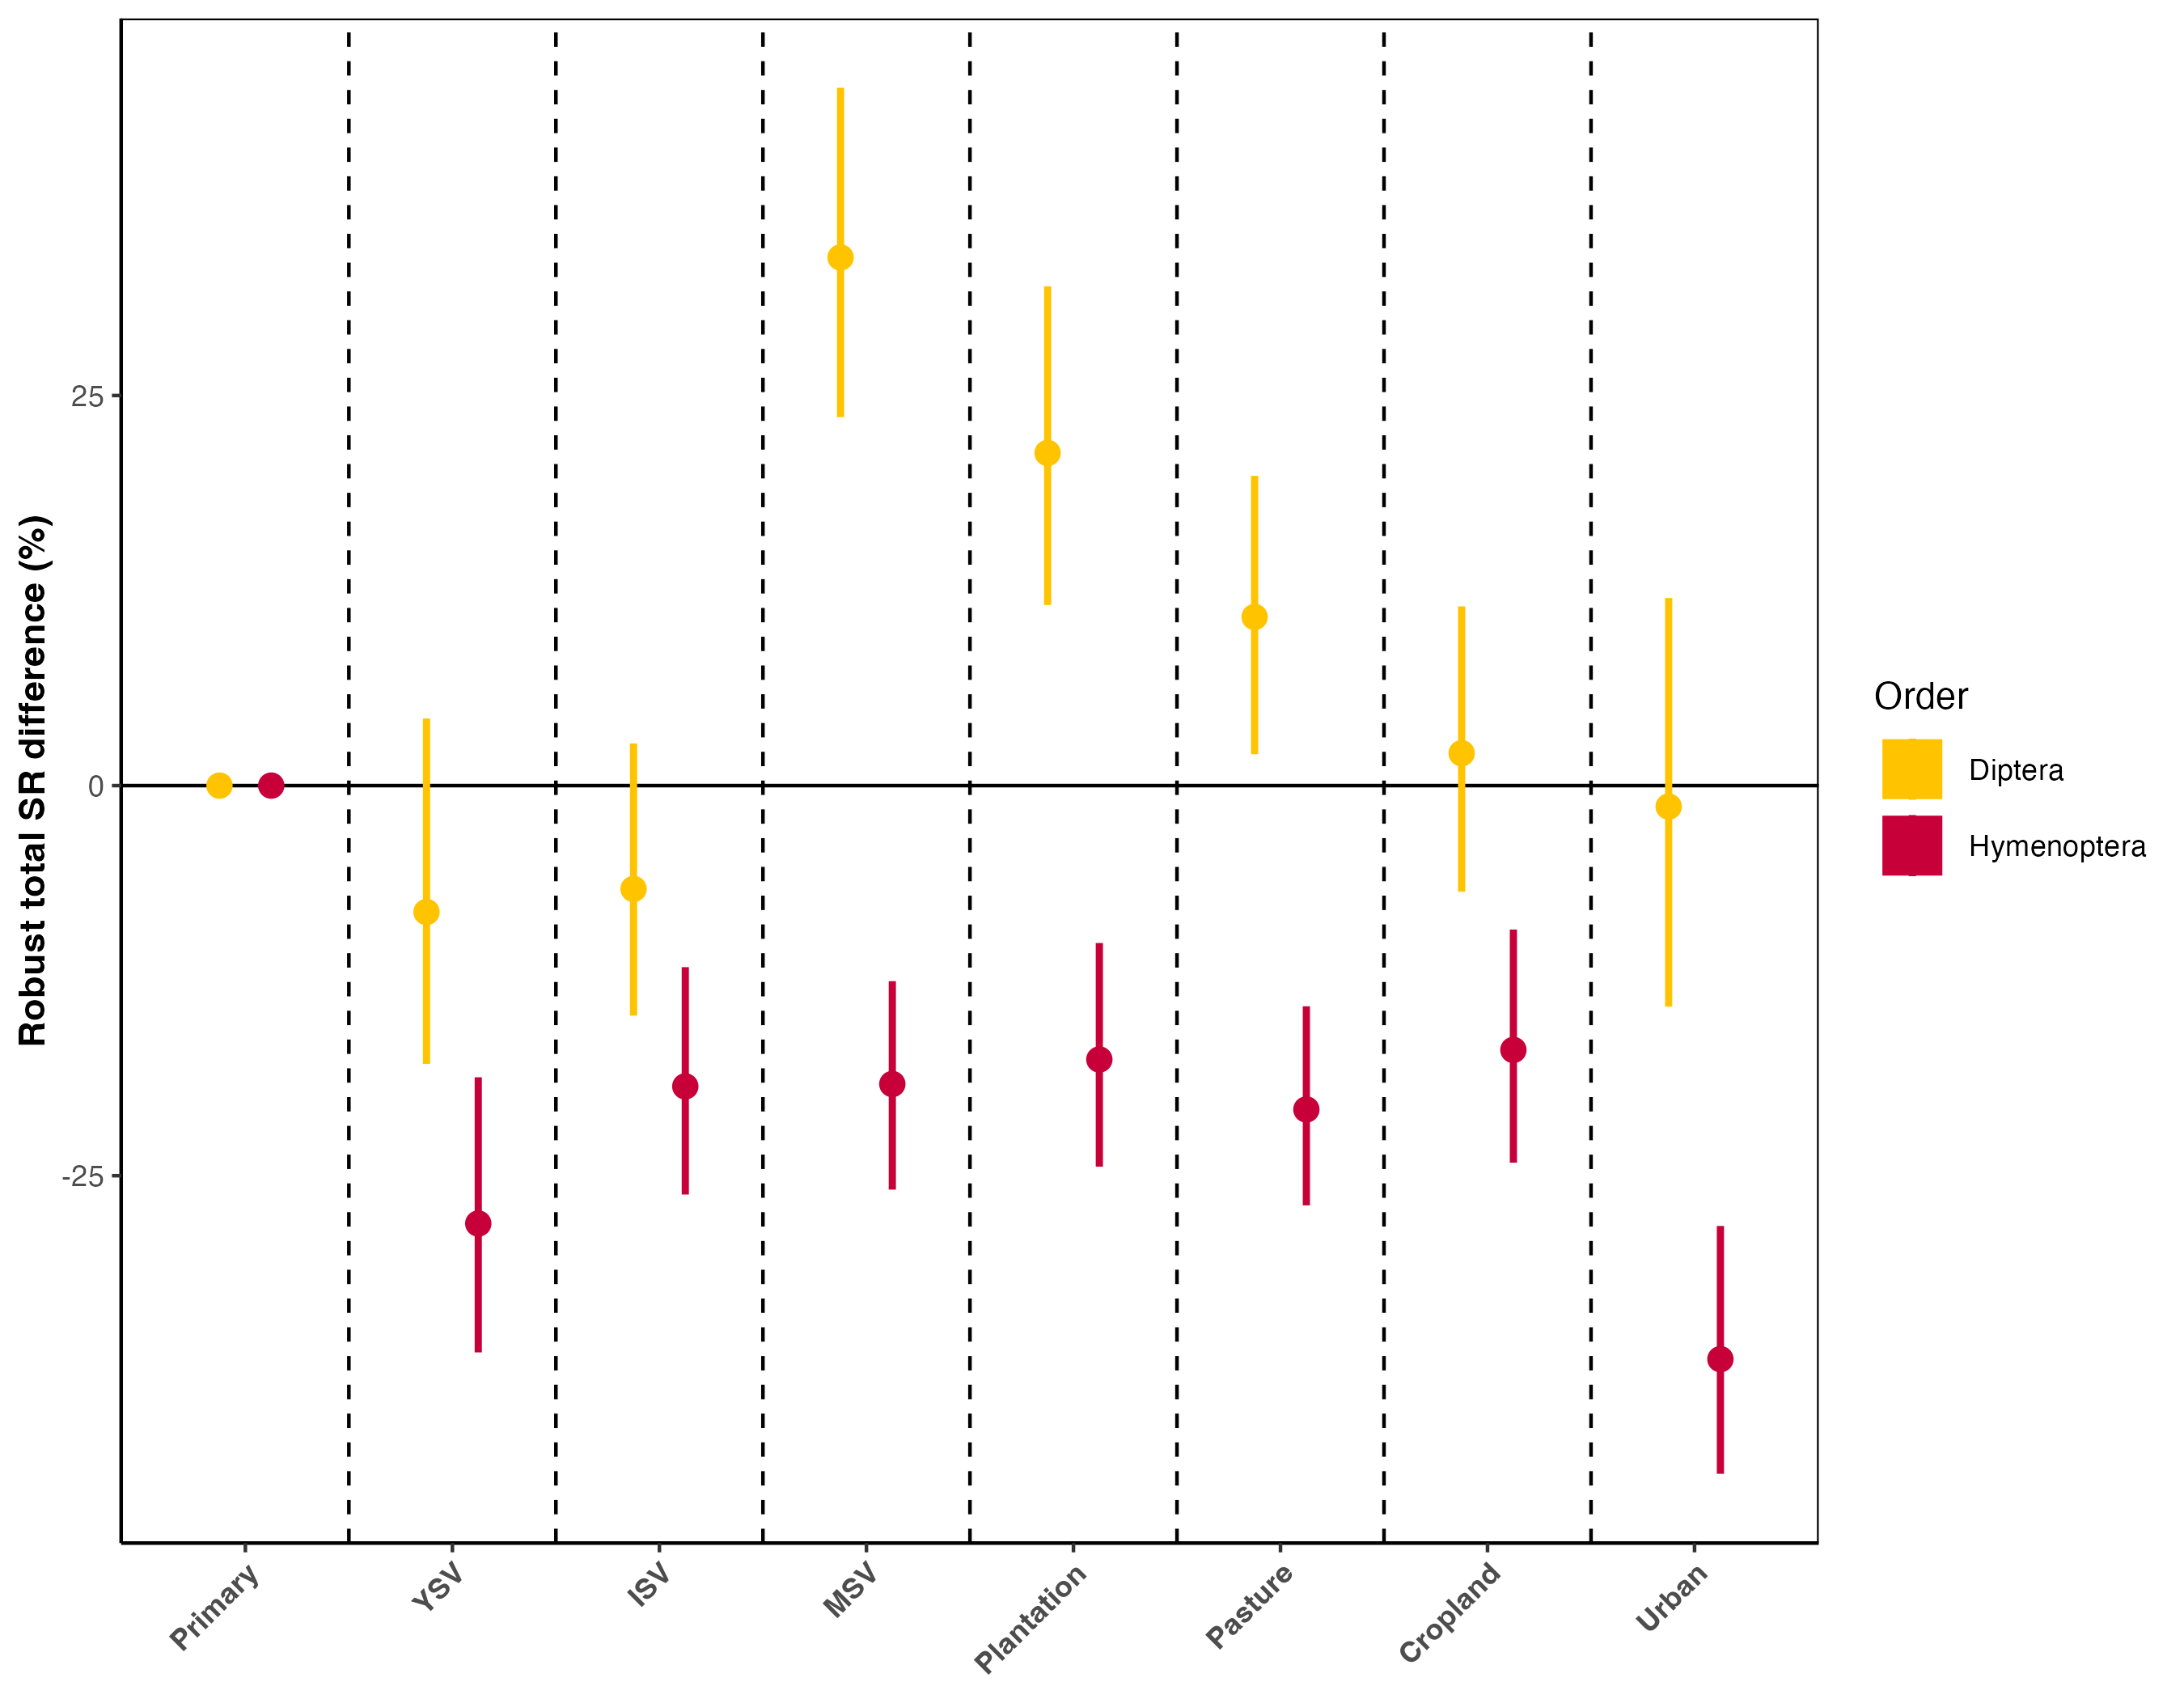 Robust total SR difference (%)
25
0
-25
Primary
YSV
ISV
MSV
Plantation
Pasture
Cropland
Urban
Order
Diptera
Hymenoptera